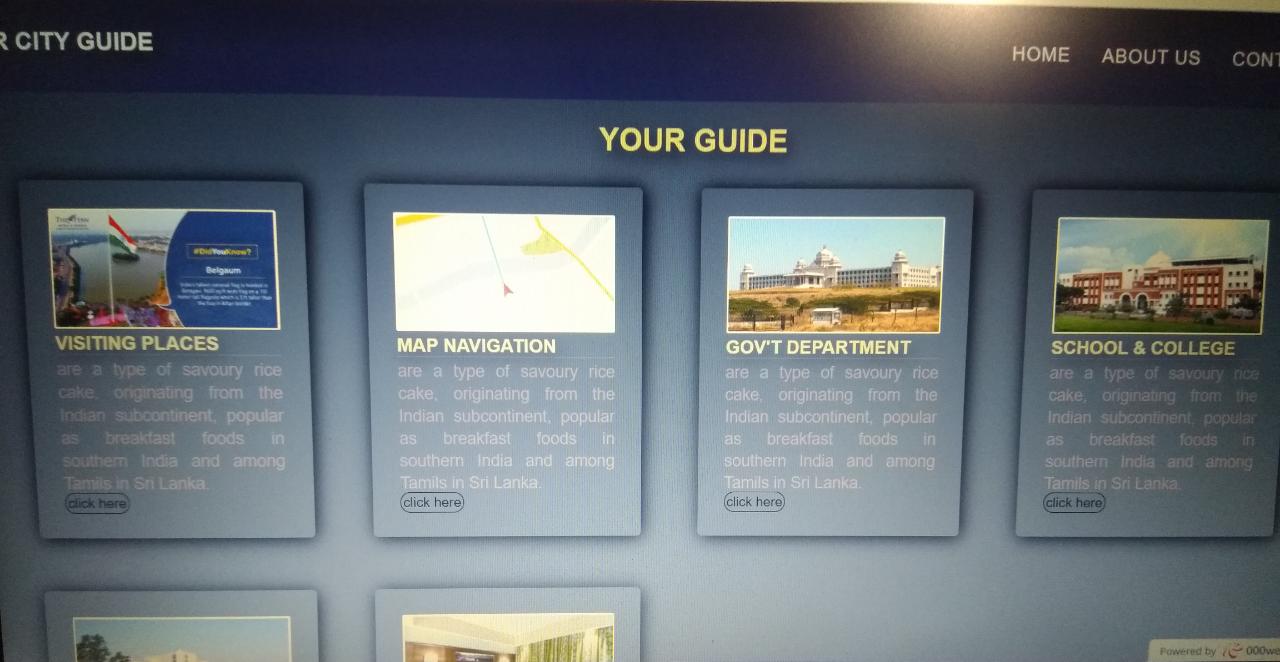 R CITY GUIDE
HOME ABOUT US CONT
YOUR GUIDE
#DidYouKnow?
Belgaum
VISITING PLACES
are a type of savoury rice
cake, originating from the
Indian subcontinent, popular
as breakfast foods in
southern India and among
Tamils in Sri Lanka.
click here
MAP NAVIGATION
are a type of savoury rice
cake, originating from the
Indian subcontinent, popular
as breakfast foods in
southern India and among
Tamils in Sri Lanka.
click here
GOV'T DEPARTMENT
are a type of savoury rice
cake, originating from the
Indian subcontinent, popular
as breakfast foods in
southern India and among
Tamils in Sri Lanka.
click here
SCHOOL & COLLEGE
are a type of savoury rice
cake, originating from the
Indian subcontinent, popular
as breakfast foods in
southern India and among
Tamils in Sri Lanka.
click here
Powered by 000we